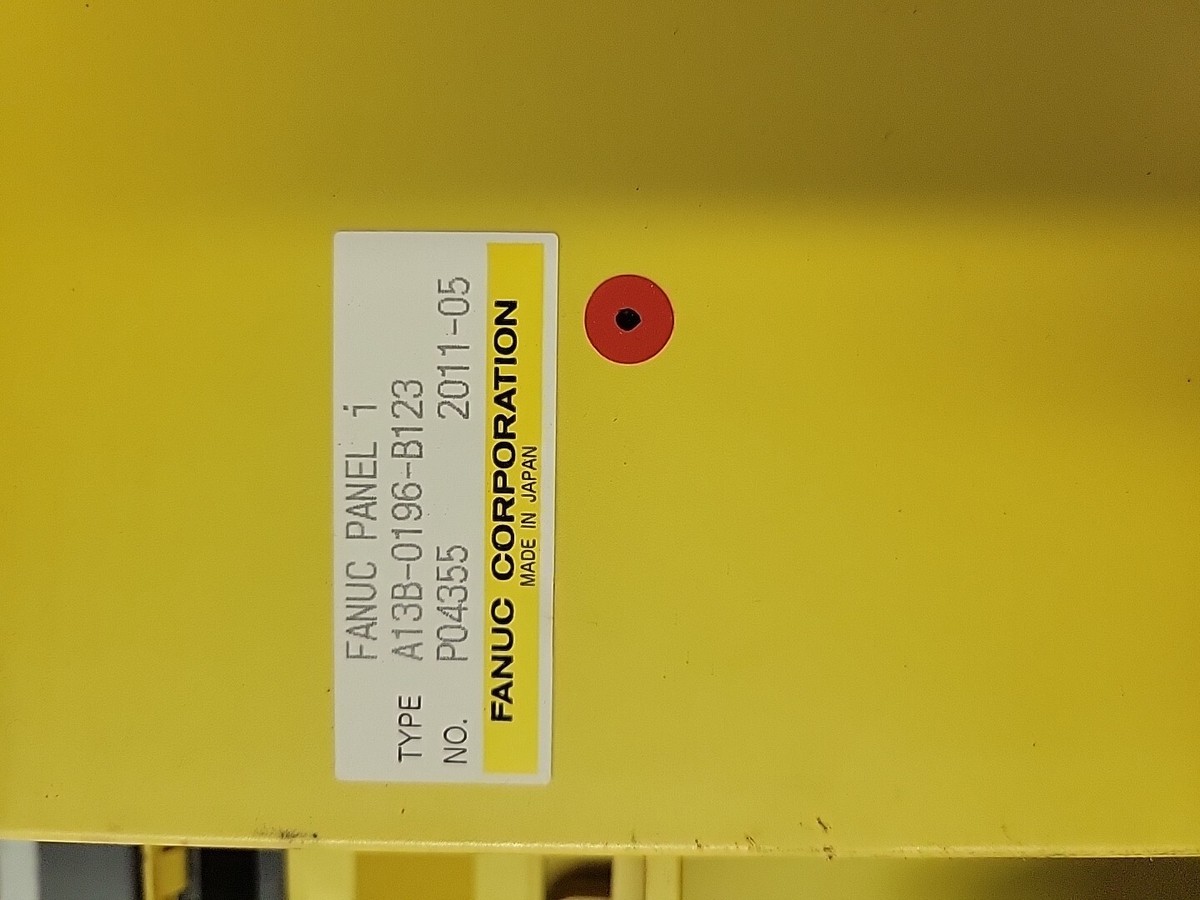 FANUC PANEL i
TYPE A13B-0196-B123
NO. P04355 2011-05
FANUC CORPORATION
MADE IN JAPAN